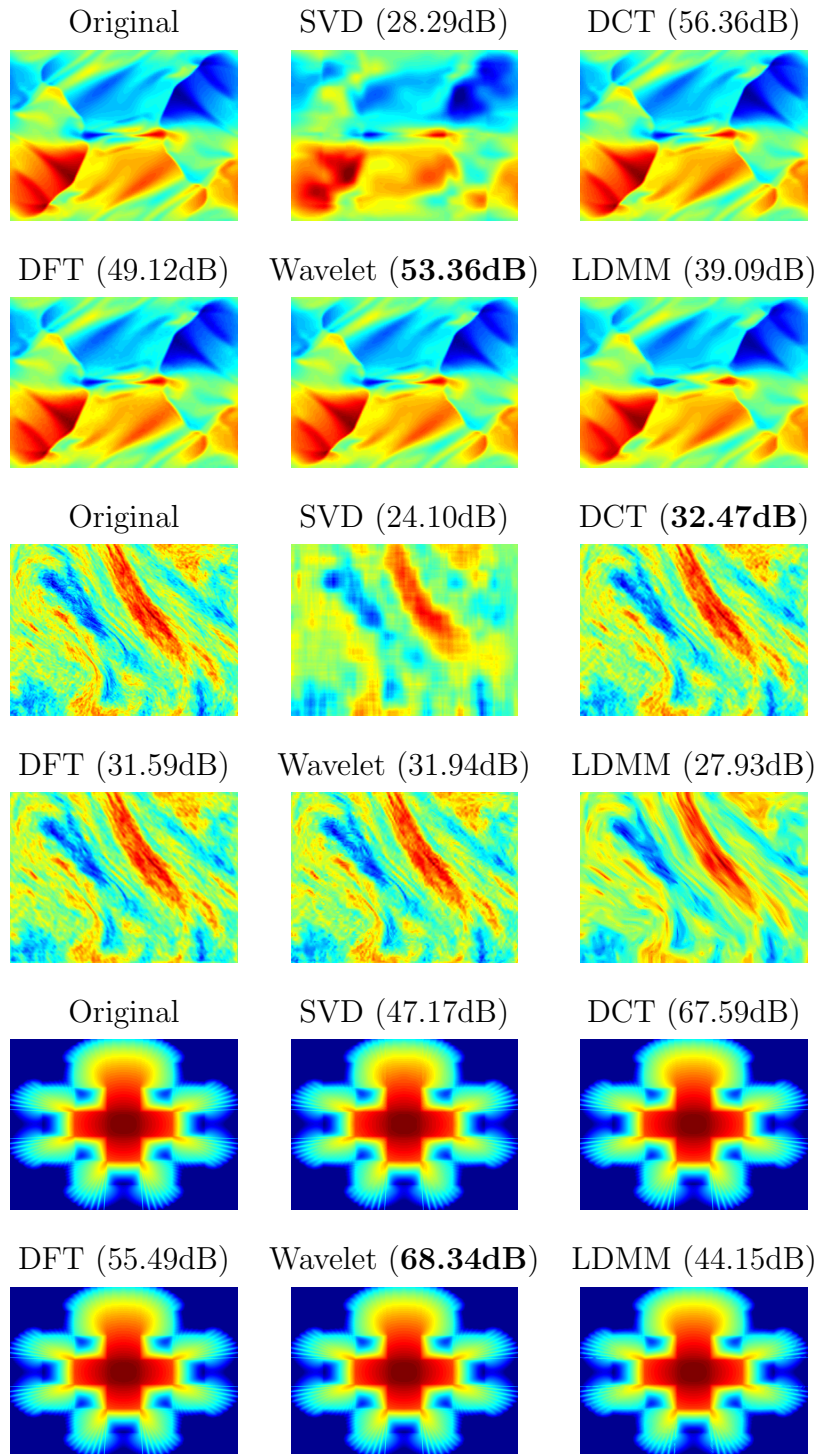 Original SVD (28.29dB) DCT (56.36dB)
DFT (49.12dB) Wavelet (53.36dB) LDMM (39.09dB)
Original SVD (24.10dB) DCT (32.47dB)
DFT (31.59dB) Wavelet (31.94dB) LDMM (27.93dB)
Original SVD (47.17dB) DCT (67.59dB)
DFT (55.49dB) Wavelet (68.34dB) LDMM (44.15dB)